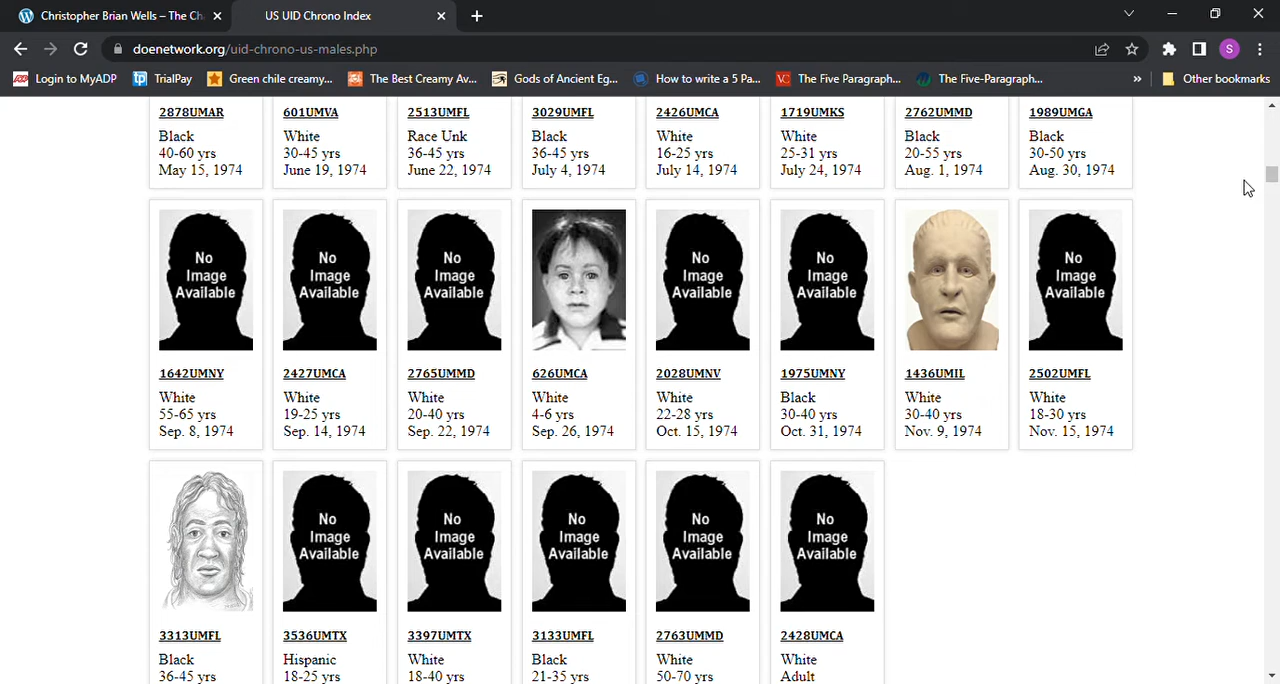 Christopher Brian Wells – The Ch
US UID Chrono Index
doenetwork.org/uid-chrono-us-males.php
S
Login to MyADP
tp TrialPay
Green chile creamy...
The Best Creamy Av...
Gods of Ancient Eg...
How to write a 5 Pa...
VC The Five Paragraph...
The Five-Paragraph...
»
Other bookmarks
2878UMAR
Black
40-60 yrs
May 15, 1974
601UMVA
White
30-45 yrs
June 19, 1974
2513UMFL
Race Unk
36-45 yrs
June 22, 1974
3029UMFL
Black
36-45 yrs
July 4, 1974
2426UMCA
White
16-25 yrs
July 14, 1974
1719UMKS
White
25-31 yrs
July 24, 1974
2762UMMD
Black
20-55 yrs
Aug. 1, 1974
1989UMGA
Black
30-50 yrs
Aug. 30, 1974
No
Image
Available
1642UMNY
White
55-65 yrs
Sep. 8, 1974
No
Image
Available
2427UMCA
White
19-25 yrs
Sep. 14, 1974
No
Image
Available
2765UMMD
White
20-40 yrs
Sep. 22, 1974
626UMCA
White
4-6 yrs
Sep. 26, 1974
No
Image
Available
2028UMNV
White
22-28 yrs
Oct. 15, 1974
No
Image
Available
1975UMNY
Black
30-40 yrs
Oct. 31, 1974
1436UMIL
White
30-40 yrs
Nov. 9, 1974
No
Image
Available
2502UMFL
White
18-30 yrs
Nov. 15, 1974
3313UMFL
Black
36-45 yrs
No
Image
Available
3536UMTX
Hispanic
18-25 yrs
No
Image
Available
3397UMTX
White
18-40 yrs
No
Image
Available
3133UMFL
Black
21-35 yrs
No
Image
Available
2763UMMD
White
50-70 yrs
No
Image
Available
2428UMCA
White
Adult